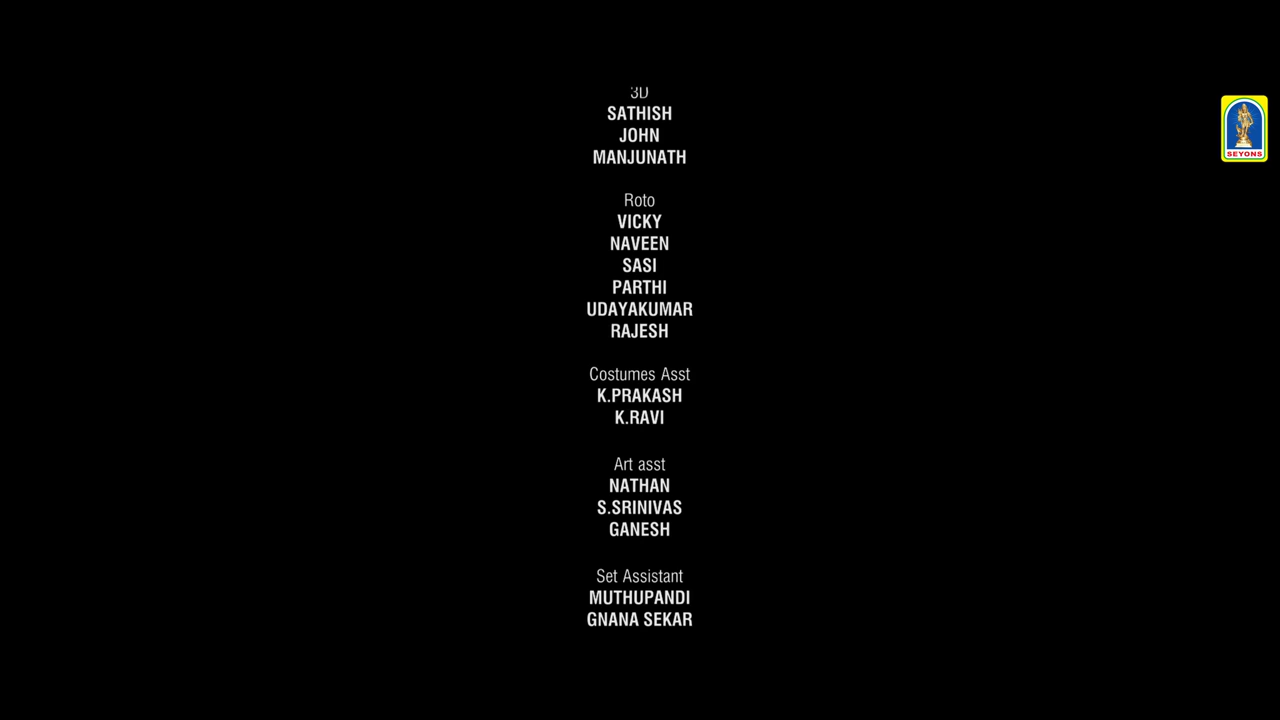 3D
SATHISH
JOHN
MANJUNATH
Roto
VICKY
NAVEEN
SASI
PARTHI
UDAYAKUMAR
RAJESH
Costumes Asst
K.PRAKASH
K.RAVI
Art asst
NATHAN
S.SRINIVAS
GANESH
Set Assistant
MUTHUPANDI
GNANA SEKAR
SEYONS